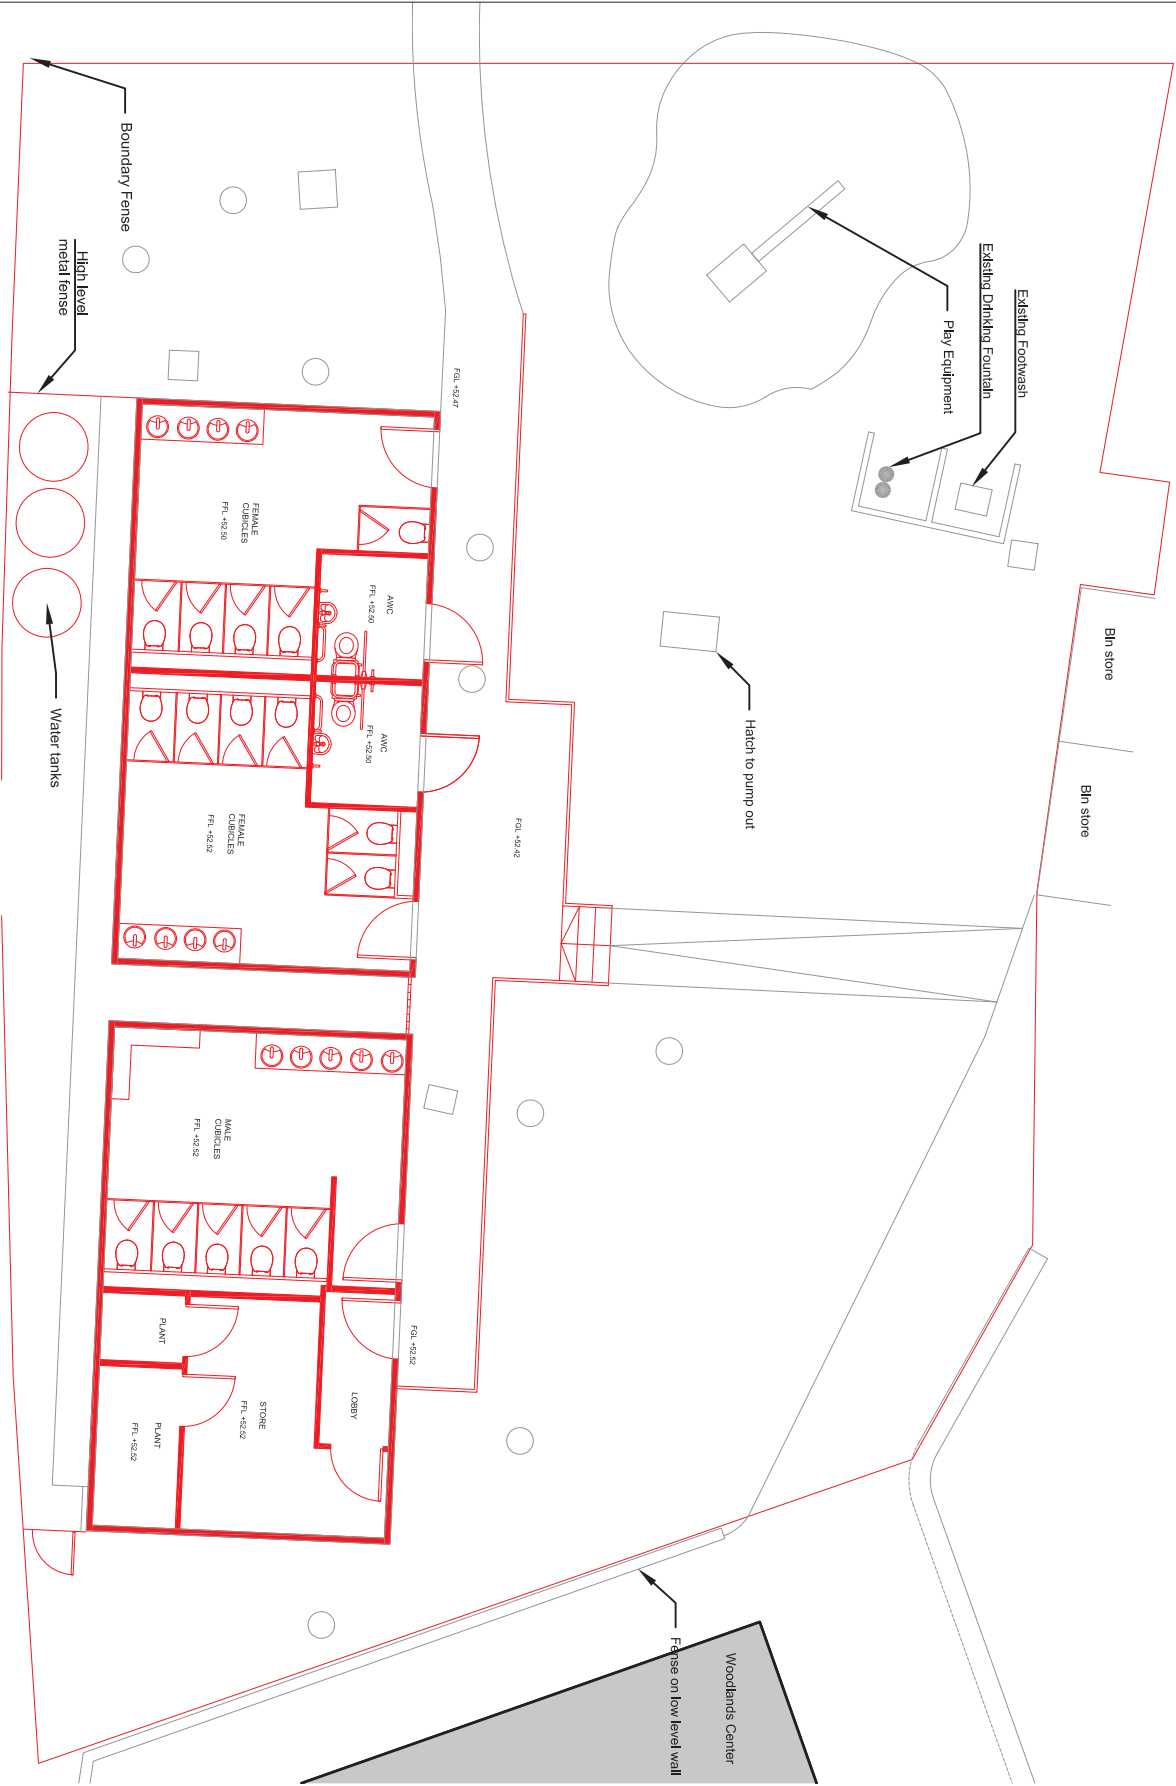 Boundary Fense
High level
metal fense
Water tanks
Play Equipment
Existing Drinking Fountain
Existing Footwash
Hatch to pump out
Bin store
Bin store
FGL +52.47
FEMALE
CUBICLES
FFL +52.50
AWC
FFL +52.50
AWC
FFL +52.50
FEMALE
CUBICLES
FFL +52.52
FGL +52.42
MALE
CUBICLES
FFL +52.52
FGL +52.52
PLANT
PLANT
FFL +52.52
STORE
FFL +52.52
LOBBY
Fense on low level wall
Woodlands Center